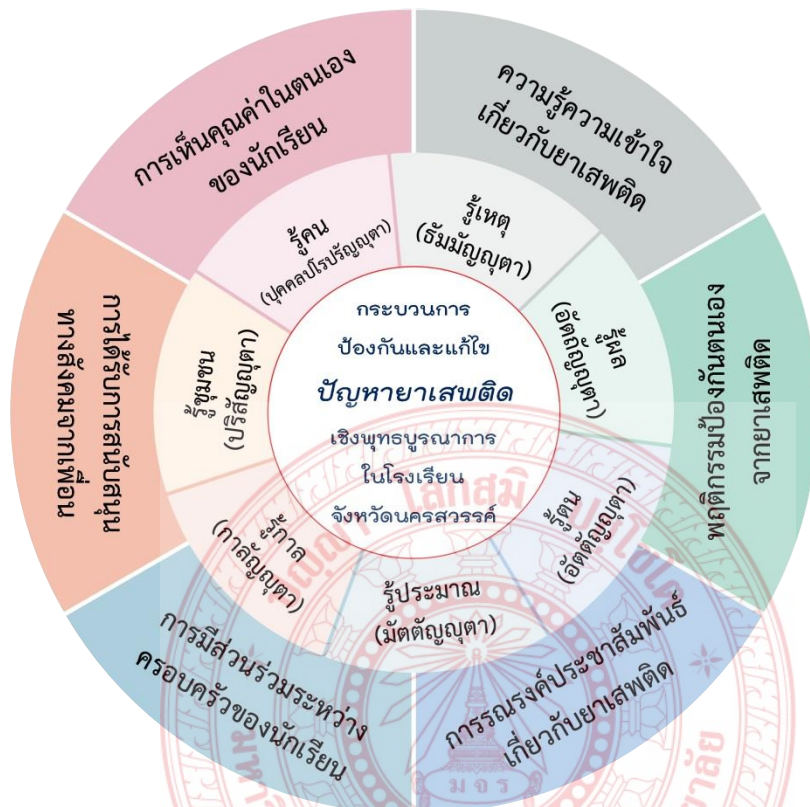 กระบวนการ
ป้องกันและแก้ไข
ปัญหายาเสพติด
เชิงพุทธบูรณาการ
ในโรงเรียน
จังหวัดนครสวรรค์
รู้เหตุ
(ธัมมัญญุตา)
รู้ผล
(อัตถัญญุตา)
รู้ตน
(อัตตัญญุตา)
รู้ประมาณ
(มัตตัญญุตา)
รู้กาล
(กาลัญญุตา)
รู้ชุมชน
(ปริสัญญุตา)
รู้คน
(ปุคคลปโรปรัญญุตา)
ความรู้ความเข้าใจ
เกี่ยวกับยาเสพติด
พฤติกรรมป้องกันตนเอง
จากยาเสพติด
การรณรงค์ประชาสัมพันธ์
เกี่ยวกับยาเสพติด
การมีส่วนร่วมระหว่าง
ครอบครัวของนักเรียน
การได้รับการสนับสนุน
ทางสังคมจากเพื่อน
การเห็นคุณค่าในตนเอง
ของนักเรียน
โลกสฺมิ
ปชฺโชโต
ม จ ร